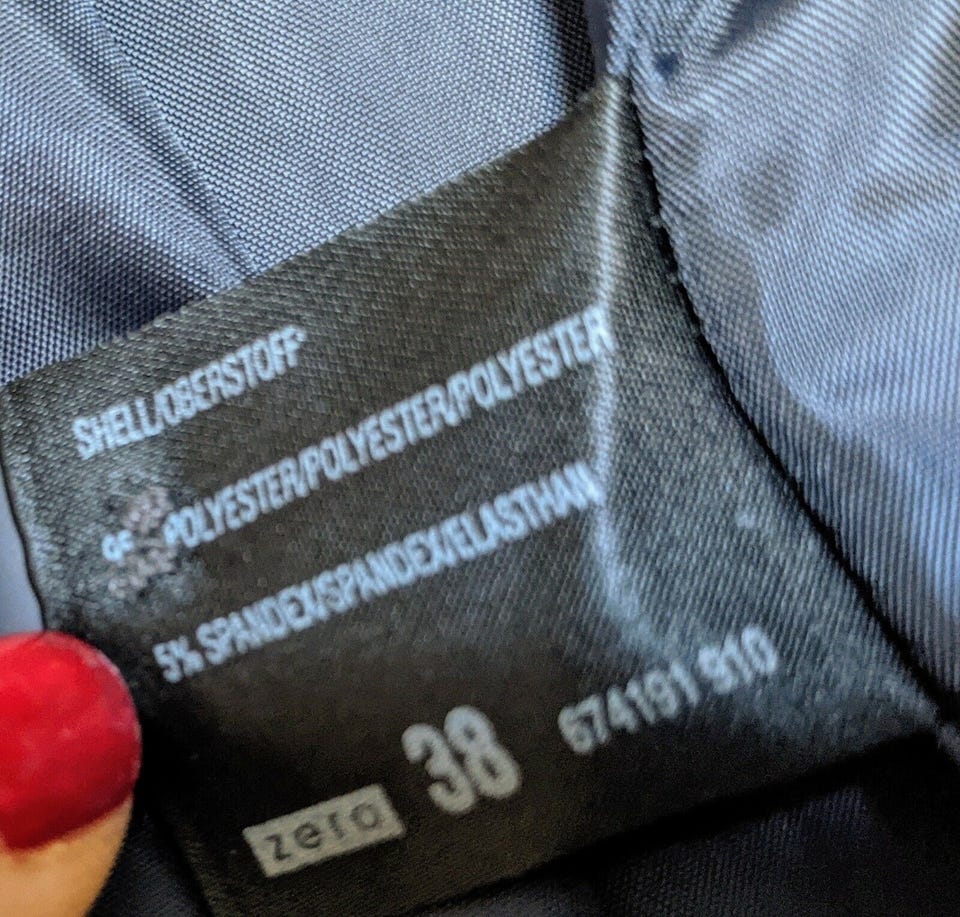 SHELL/OBERSTOFF
POLYESTER/POLYESTER/POLYESTER
5% SPANDEX/SPANDEX/ELASTHAN
38 674191 910
zero